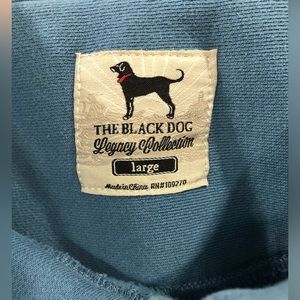 THE BLACK DOG
Legacy Collection
large
Made in China RN#109270